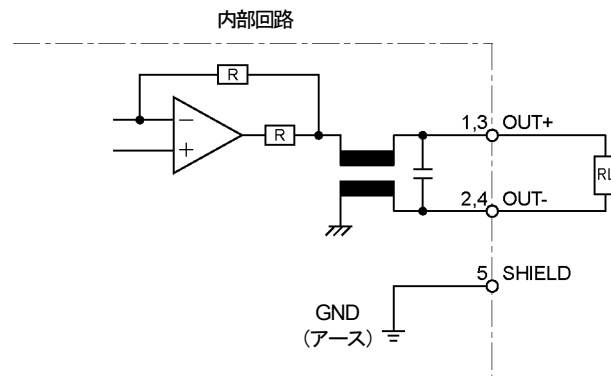 内部回路
R
R
−
+
1,3 OUT+
RL
2,4 OUT-
5 SHIELD
GND
(アース)